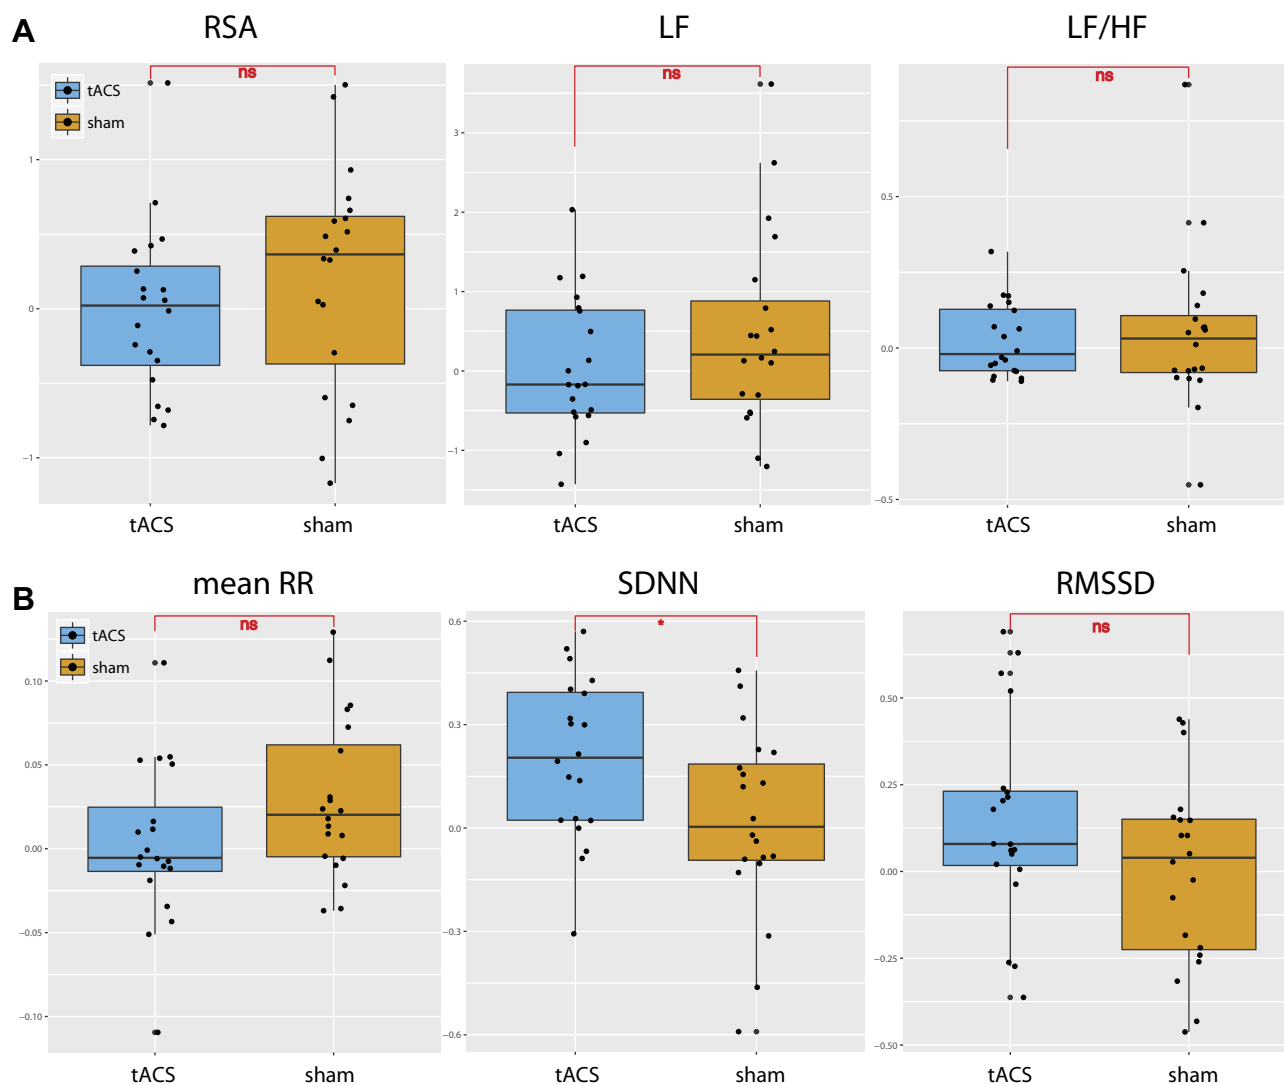 A
RSA
LF
LF/HF
ns
ns
ns
tACS
sham
1
0
−1
3
2
1
0
−1
0.5
0.0
−0.5
tACS
sham
tACS
sham
tACS
sham
B
mean RR
SDNN
RMSSD
ns
*
ns
tACS
sham
0.10
0.05
0.00
−0.05
−0.10
0.6
0.3
0.0
−0.3
−0.6
0.50
0.25
0.00
−0.25
−0.50
tACS
sham
tACS
sham
tACS
sham